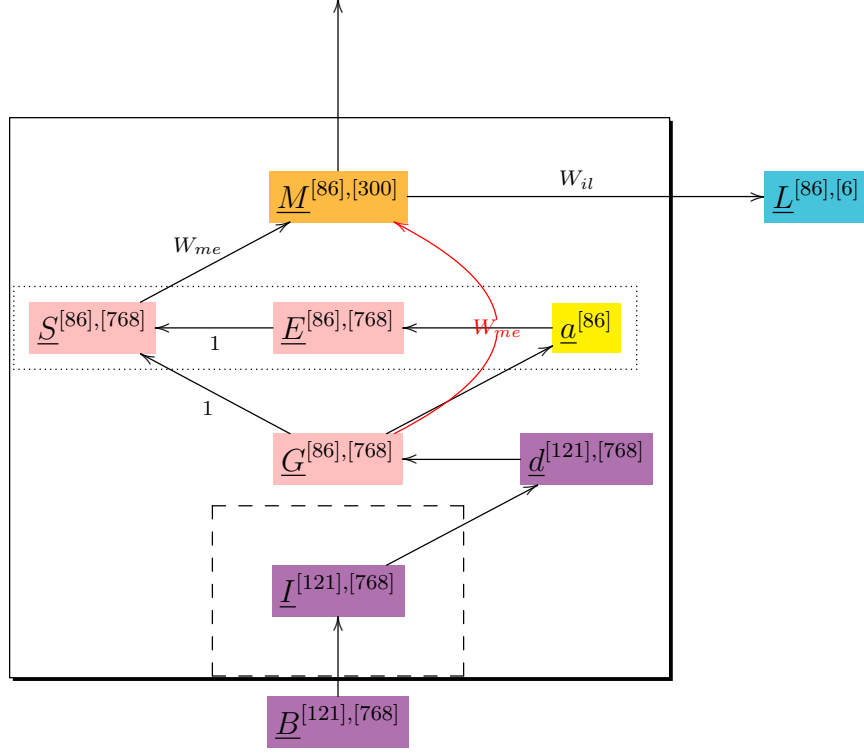 M^[86],[300]
W_il
L^[86],[6]
W_me
S^[86],[768]
1
E^[86],[768]
W_me
a^[86]
1
G^[86],[768]
d^[121],[768]
I^[121],[768]
B^[121],[768]